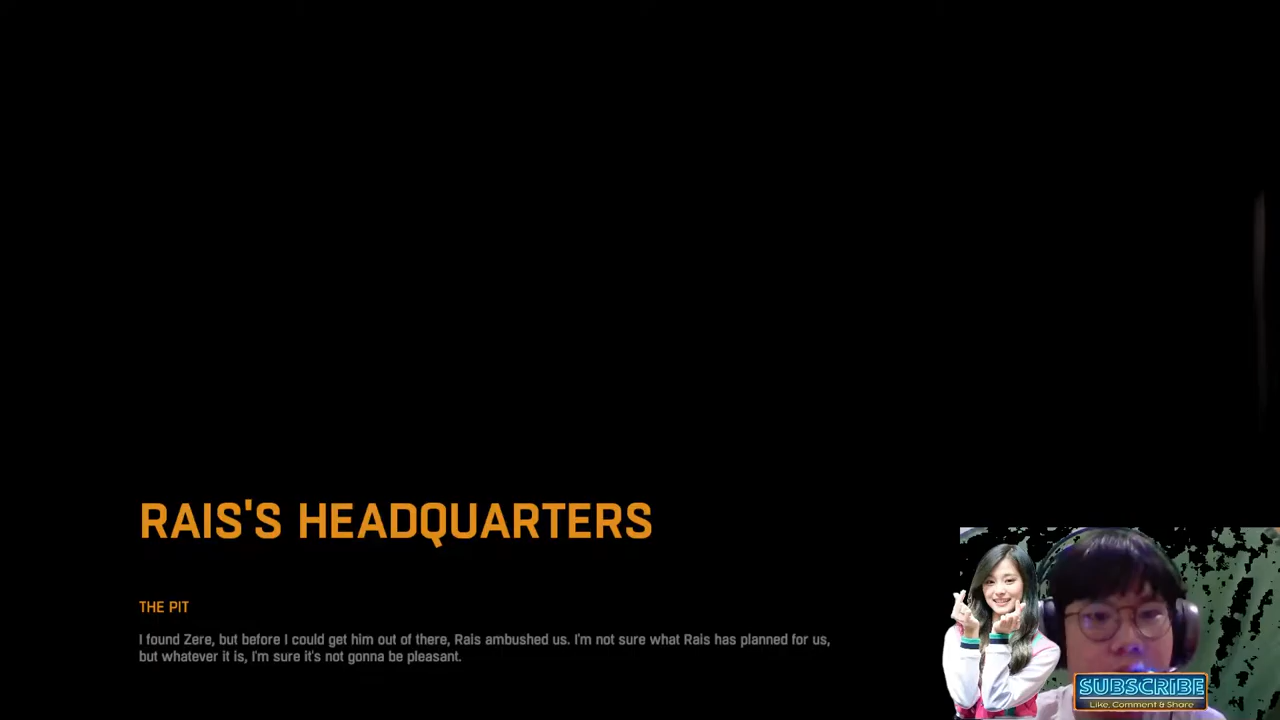 RAIS'S HEADQUARTERS
THE PIT
I found Zere, but before I could get him out of there, Rais ambushed us. I'm not sure what Rais has planned for us,
but whatever it is, I'm sure it's not gonna be pleasant.
SUBSCRIBE
Like, Comment & Share